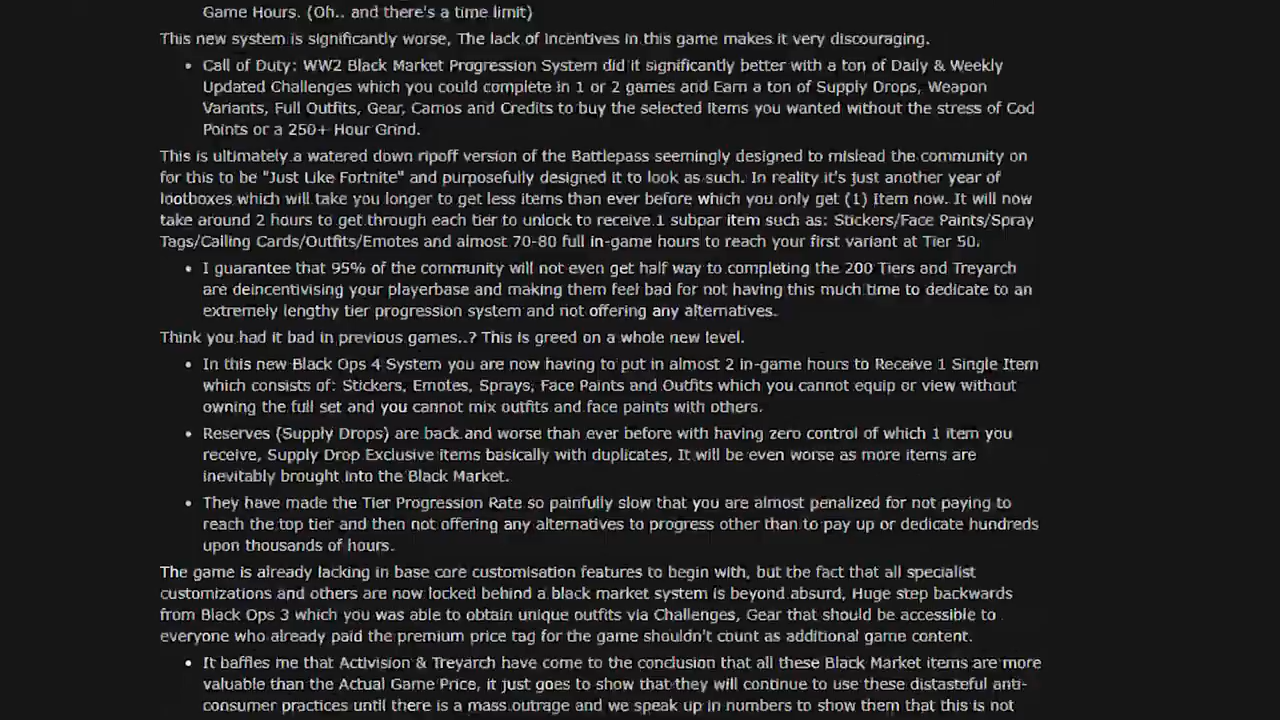 Game Hours. (Oh.. and there's a time limit)
This new system is significantly worse, The lack of Incentives in this game makes it very discouraging.
• Call of Duty: WW2 Black Market Progression System did it significantly better with a ton of Daily & Weekly
Updated Challenges which you could complete in 1 or 2 games and Earn a ton of Supply Drops, Weapon
Variants, Full Outfits, Gear, Camos and Credits to buy the selected items you wanted without the stress of Cod
Points or a 250+ Hour Grind.
This is ultimately a watered down ripoff version of the Battlepass seemingly designed to mislead the community on
for this to be "Just Like Fortnite" and purposefully designed it to look as such. In reality it's just another year of
lootboxes which will take you longer to get less items than ever before which you only get (1) Item now. It will now
take around 2 hours to get through each tier to unlock to receive 1 subpar item such as: Stickers/Face Paints/Spray
Tags/Calling Cards/Outfits/Emotes and almost 70-80 full in-game hours to reach your first variant at Tier 50.
• I guarantee that 95% of the community will not even get half way to completing the 200 Tiers and Treyarch
are deincentivising your playerbase and making them feel bad for not having this much time to dedicate to an
extremely lengthy tier progression system and not offering any alternatives.
Think you had it bad in previous games..? This is greed on a whole new level.
• In this new Black Ops 4 System you are now having to put in almost 2 in-game hours to Receive 1 Single Item
which consists of: Stickers, Emotes, Sprays, Face Paints and Outfits which you cannot equip or view without
owning the full set and you cannot mix outfits and face paints with others.
• Reserves (Supply Drops) are back and worse than ever before with having zero control of which 1 item you
receive, Supply Drop Exclusive items basically with duplicates, It will be even worse as more items are
inevitably brought into the Black Market.
• They have made the Tier Progression Rate so painfully slow that you are almost penalized for not paying to
reach the top tier and then not offering any alternatives to progress other than to pay up or dedicate hundreds
upon thousands of hours.
The game is already lacking in base core customisation features to begin with, but the fact that all specialist
customizations and others are now locked behind a black market system is beyond absurd, Huge step backwards
from Black Ops 3 which you was able to obtain unique outfits via Challenges, Gear that should be accessible to
everyone who already paid the premium price tag for the game shouldn't count as additional game content.
• It baffles me that Activision & Treyarch have come to the conclusion that all these Black Market items are more
valuable than the Actual Game Price, it just goes to show that they will continue to use these distasteful anti-
consumer practices until there is a mass outrage and we speak up in numbers to show them that this is not